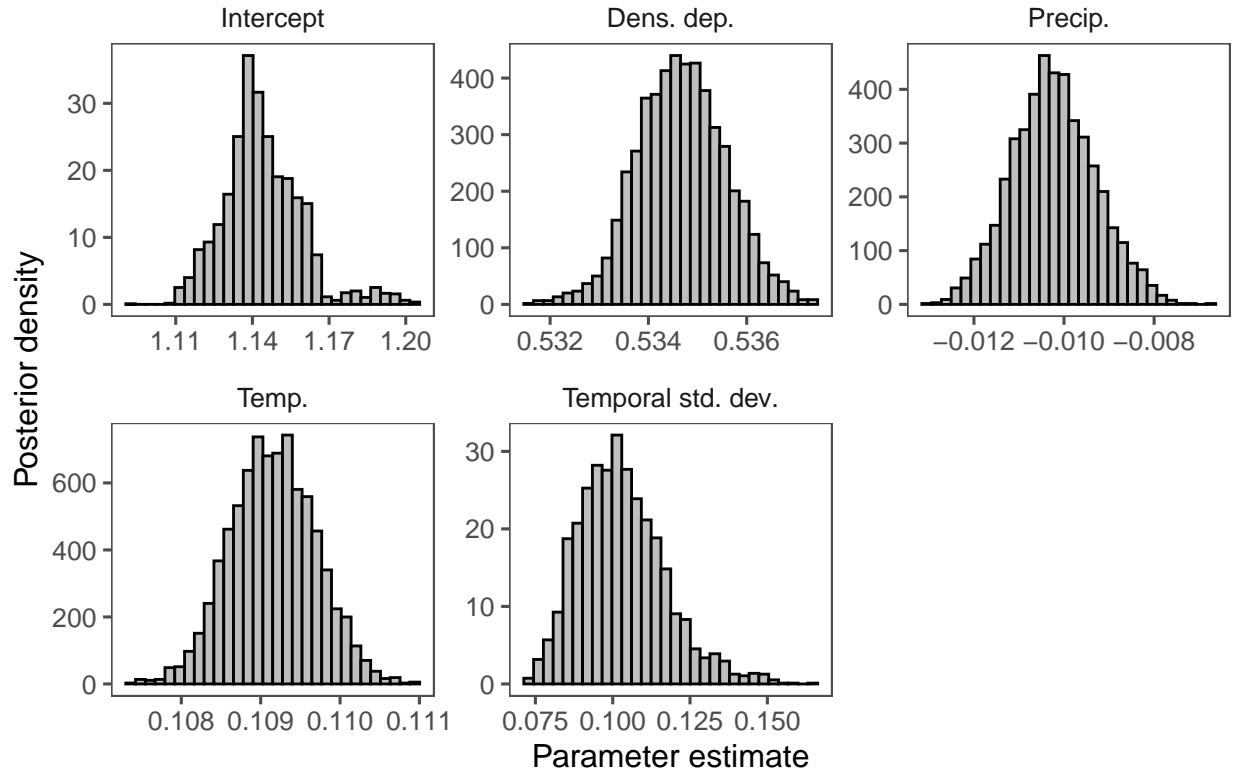 Intercept
Dens. dep.
Precip.
30
20
10
0
1.11 1.14 1.17 1.20
400
300
200
100
0
0.532 0.534 0.536
400
300
200
100
0
−0.012 −0.010 −0.008
Posterior density
Temp.
Temporal std. dev.
600
400
200
0
0.108 0.109 0.110 0.111
30
20
10
0
0.075 0.100 0.125 0.150
Parameter estimate